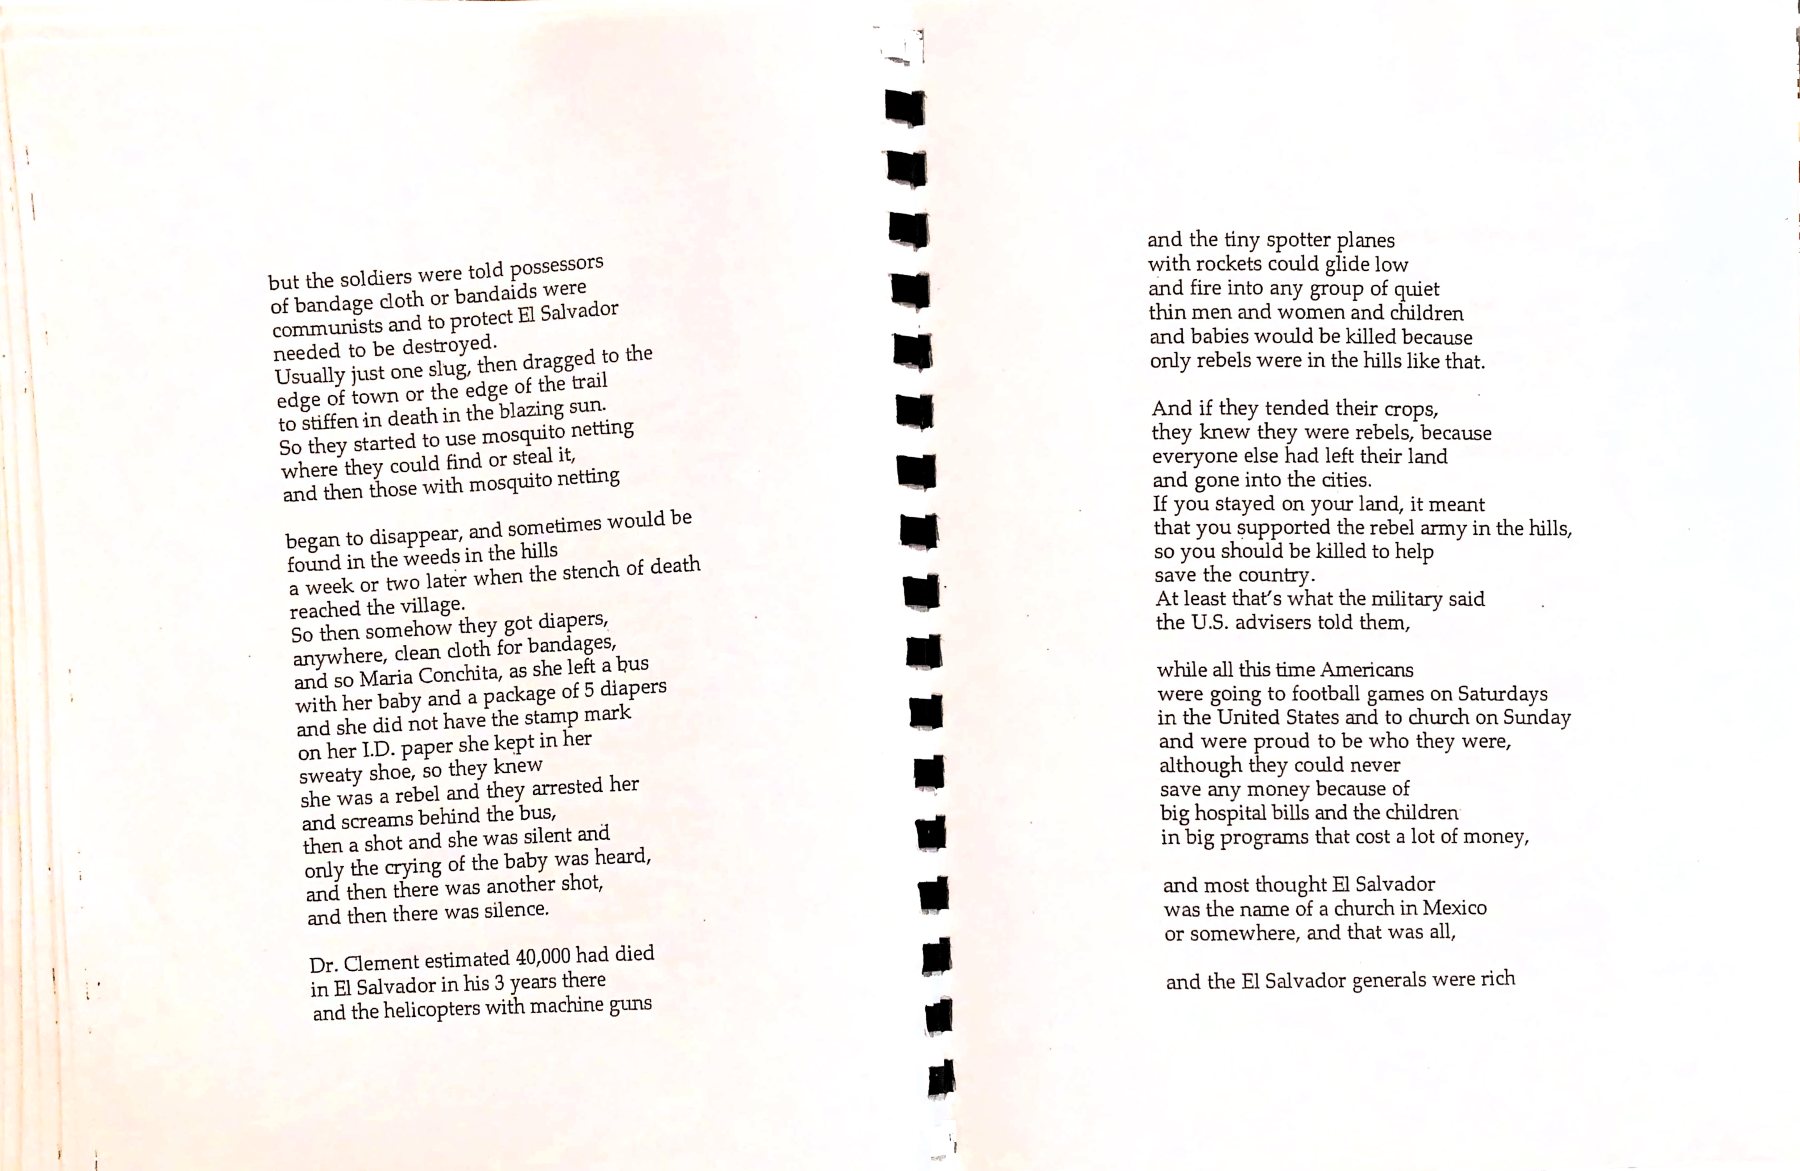 but the soldiers were told possessors
of bandage cloth or bandaids were
communists and to protect El Salvador
needed to be destroyed.
Usually just one slug, then dragged to the
edge of town or the edge of the trail
to stiffen in death in the blazing sun.
So they started to use mosquito netting
where they could find or steal it,
and then those with mosquito netting

began to disappear, and sometimes would be
found in the weeds in the hills
a week or two later when the stench of death
reached the village.
So then somehow they got diapers,
anywhere, clean cloth for bandages,
and so Maria Conchita, as she left a bus
with her baby and a package of 5 diapers
and she did not have the stamp mark
on her I.D. paper she kept in her
sweaty shoe, so they knew
she was a rebel and they arrested her
and screams behind the bus,
then a shot and she was silent and
only the crying of the baby was heard,
and then there was another shot,
and then there was silence.

Dr. Clement estimated 40,000 had died
in El Salvador in his 3 years there
and the helicopters with machine guns

and the tiny spotter planes
with rockets could glide low
and fire into any group of quiet
thin men and women and children
and babies would be killed because
only rebels were in the hills like that.

And if they tended their crops,
they knew they were rebels, because
everyone else had left their land
and gone into the cities.
If you stayed on your land, it meant
that you supported the rebel army in the hills,
so you should be killed to help
save the country.
At least that's what the military said
the U.S. advisers told them,

while all this time Americans
were going to football games on Saturdays
in the United States and to church on Sunday
and were proud to be who they were,
although they could never
save any money because of
big hospital bills and the children
in big programs that cost a lot of money,

and most thought El Salvador
was the name of a church in Mexico
or somewhere, and that was all,

and the El Salvador generals were rich